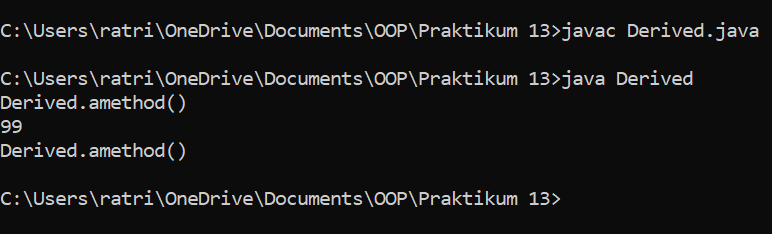 C:\Users\ratri\OneDrive\Documents\OOP\Praktikum 13>javac Derived.java
C:\Users\ratri\OneDrive\Documents\OOP\Praktikum 13>java Derived
Derived.amethod()
99
Derived.amethod()
C:\Users\ratri\OneDrive\Documents\OOP\Praktikum 13>